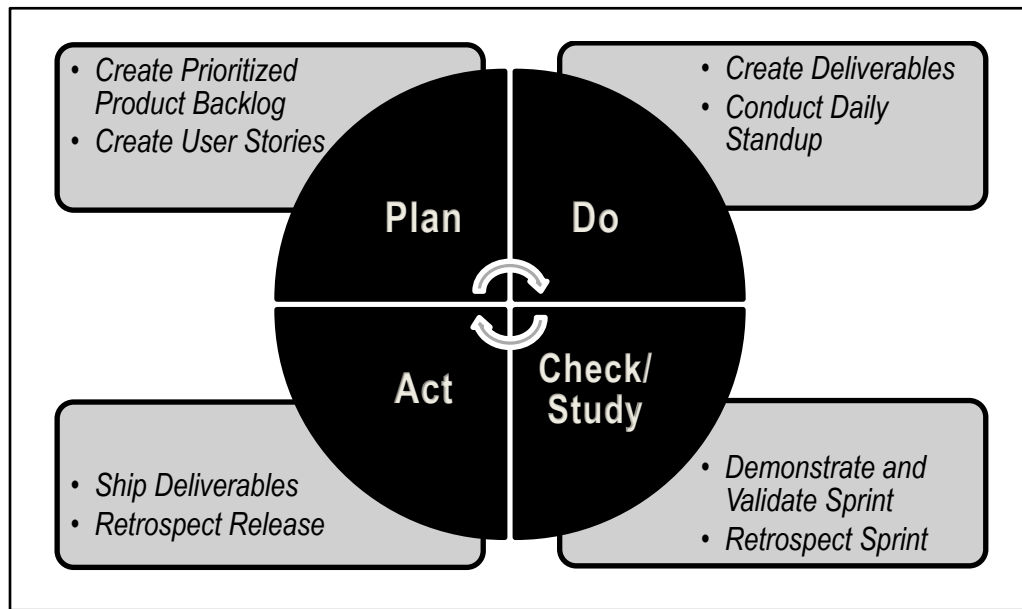 • Create Prioritized
Product Backlog
• Create User Stories
Plan
• Create Deliverables
• Conduct Daily
Standup
Do
Act
• Ship Deliverables
• Retrospect Release
Check/
Study
• Demonstrate and
Validate Sprint
• Retrospect Sprint